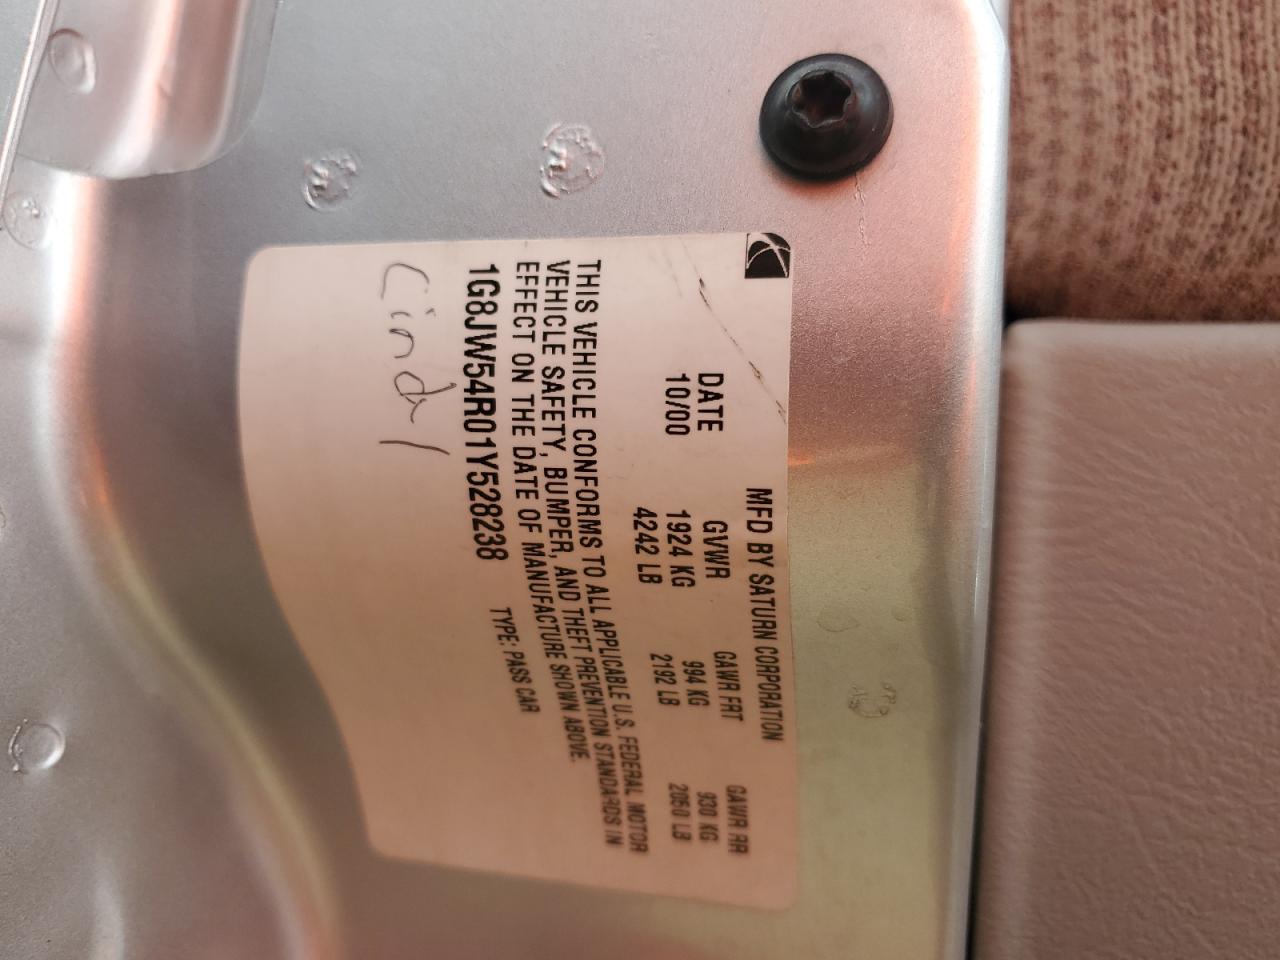 MFD BY SATURN CORPORATION
DATE GVWR GAWR FRT GAWR RR
10/00 1924 KG 994 KG 930 KG
4242 LB 2192 LB 2050 LB
THIS VEHICLE CONFORMS TO ALL APPLICABLE U.S. FEDERAL MOTOR
VEHICLE SAFETY, BUMPER, AND THEFT PREVENTION STANDARDS IN
EFFECT ON THE DATE OF MANUFACTURE SHOWN ABOVE.
1G8JW54R01Y528238 TYPE: PASS CAR